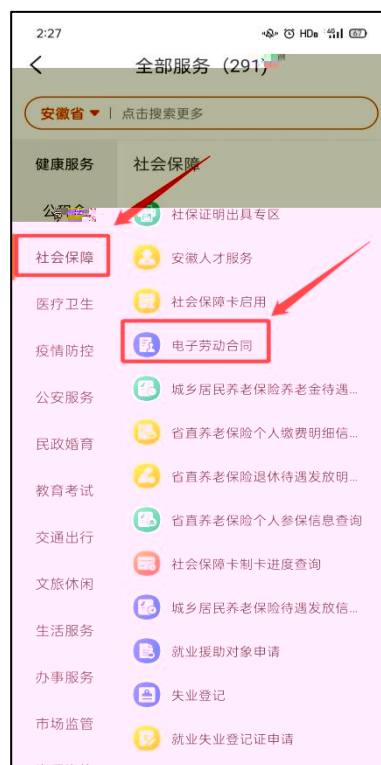 2:27
HD 4G 67
全部服务（291）
安徽省 点击搜索更多
健康服务
社会保障
社保证明出具专区
社会保障
安徽人才服务
医疗卫生
社会保障卡启用
疫情防控
电子劳动合同
公安服务
城乡居民养老保险养老金待遇...
民政婚育
省直养老保险个人缴费明细信...
教育考试
省直养老保险退休待遇发放明...
交通出行
省直养老保险个人参保信息查询
文旅休闲
社会保障卡制卡进度查询
生活服务
城乡居民养老保险待遇发放信...
办事服务
就业援助对象申请
市场监管
失业登记
就业失业登记证申请